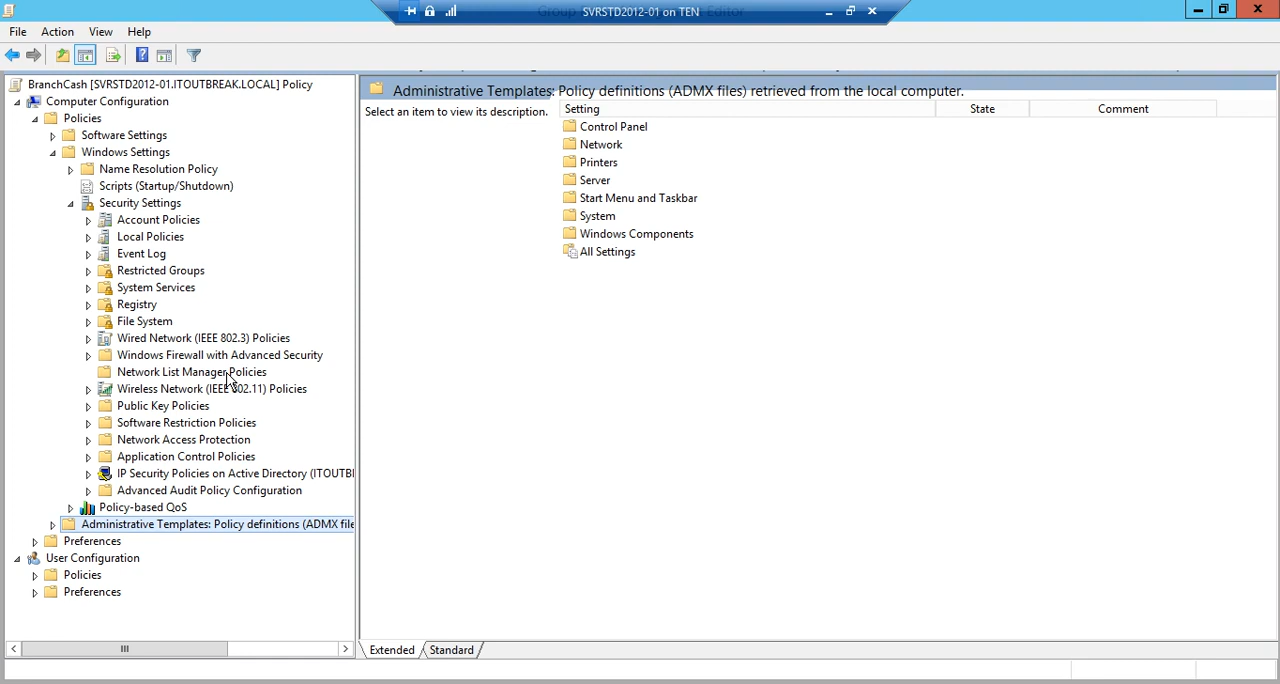 SVRSTD2012-01 on TEN
File Action View Help
BranchCash [SVRSTD2012-01.ITOUTBREAK.LOCAL] Policy
Computer Configuration
Policies
Software Settings
Windows Settings
Name Resolution Policy
Scripts (Startup/Shutdown)
Security Settings
Account Policies
Local Policies
Event Log
Restricted Groups
System Services
Registry
File System
Wired Network (IEEE 802.3) Policies
Windows Firewall with Advanced Security
Network List Manager Policies
Wireless Network (IEEE 802.11) Policies
Public Key Policies
Software Restriction Policies
Network Access Protection
Application Control Policies
IP Security Policies on Active Directory (ITOUTB
Advanced Audit Policy Configuration
Policy-based QoS
Administrative Templates: Policy definitions (ADMX file
Preferences
User Configuration
Policies
Preferences
Administrative Templates: Policy definitions (ADMX files) retrieved from the local computer.
Select an item to view its description.
Setting State Comment
Control Panel
Network
Printers
Server
Start Menu and Taskbar
System
Windows Components
All Settings
Extended Standard